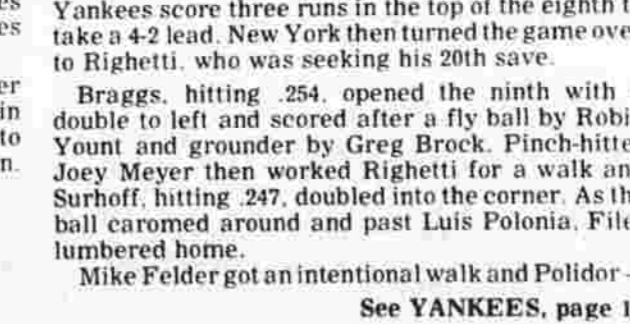 Yankees score three runs in the top of the eighth t
es take a 4-2 lead. New York then turned the game ove
to Righetti, who was seeking his 20th save.
er Braggs, hitting .254, opened the ninth with
in double to left and scored after a fly ball by Robi
to Yount and grounder by Greg Brock. Pinch-hitte
n. Joey Meyer then worked Righetti for a walk an
Surhoff, hitting .247, doubled into the corner. As th
ball caromed around and past Luis Polonia, File
lumbered home.
Mike Felder got an intentional walk and Polidor -
See YANKEES, page 1